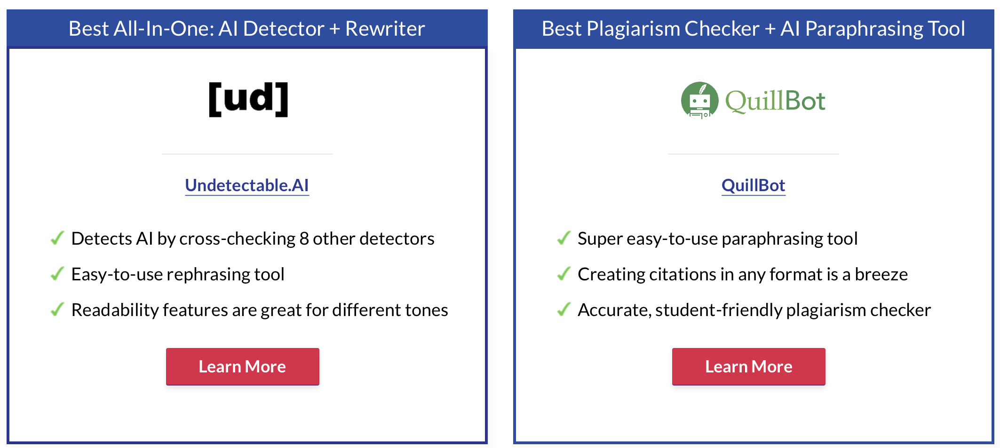 Best All-In-One: AI Detector + Rewriter
[ud]
Undetectable.AI
Detects AI by cross-checking 8 other detectors
Easy-to-use rephrasing tool
Readability features are great for different tones
Learn More
Best Plagiarism Checker + AI Paraphrasing Tool
QuillBot
QuillBot
Super easy-to-use paraphrasing tool
Creating citations in any format is a breeze
Accurate, student-friendly plagiarism checker
Learn More